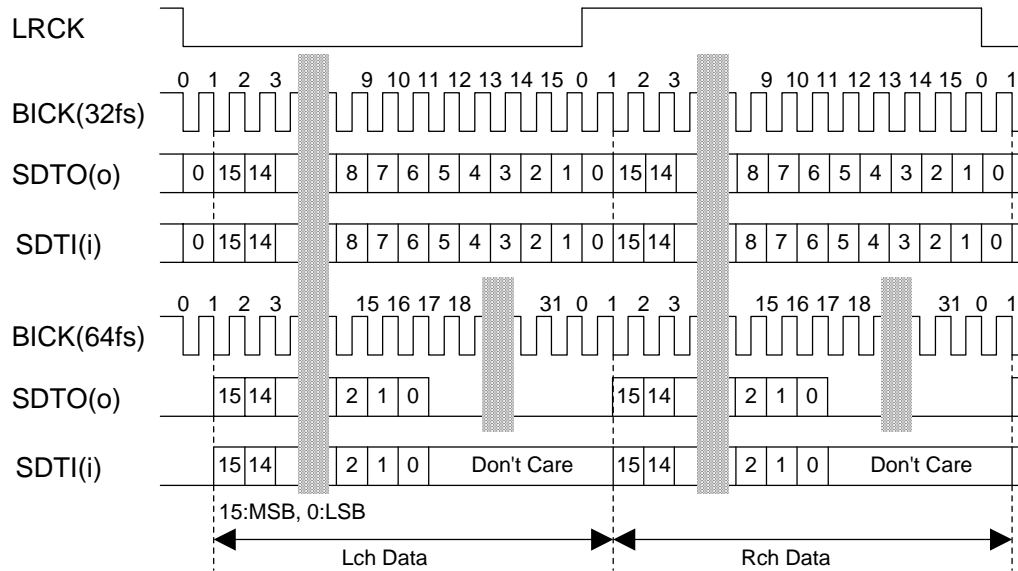 LRCK
0 1 2 3 9 10 11 12 13 14 15 0 1 2 3 9 10 11 12 13 14 15 0 1
BICK(32fs)
SDTO(o) 0 15 14 8 7 6 5 4 3 2 1 0 15 14 8 7 6 5 4 3 2 1 0
SDTI(i) 0 15 14 8 7 6 5 4 3 2 1 0 15 14 8 7 6 5 4 3 2 1 0
0 1 2 3 15 16 17 18 31 0 1 2 3 15 16 17 18 31 0 1
BICK(64fs)
SDTO(o) 15 14 2 1 0 15 14 2 1 0
SDTI(i) 15 14 2 1 0 Don't Care 15 14 2 1 0 Don't Care
15:MSB, 0:LSB
Lch Data Rch Data